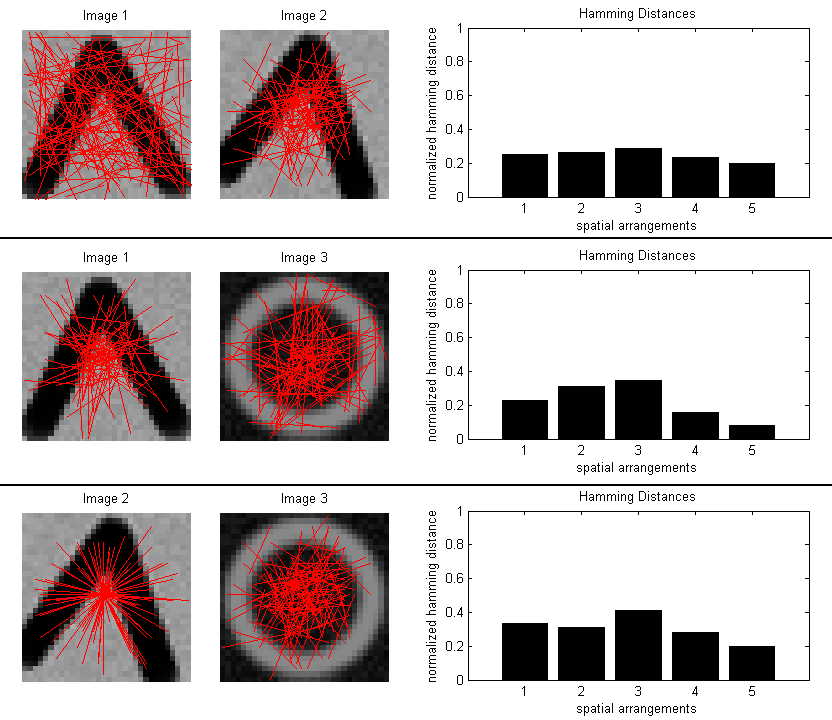 Image 1
Image 2
Hamming Distances
normalized hamming distance
1
0.8
0.6
0.4
0.2
0
1 2 3 4 5
spatial arrangements
Image 1
Image 3
Hamming Distances
normalized hamming distance
1
0.8
0.6
0.4
0.2
0
1 2 3 4 5
spatial arrangements
Image 2
Image 3
Hamming Distances
normalized hamming distance
1
0.8
0.6
0.4
0.2
0
1 2 3 4 5
spatial arrangements